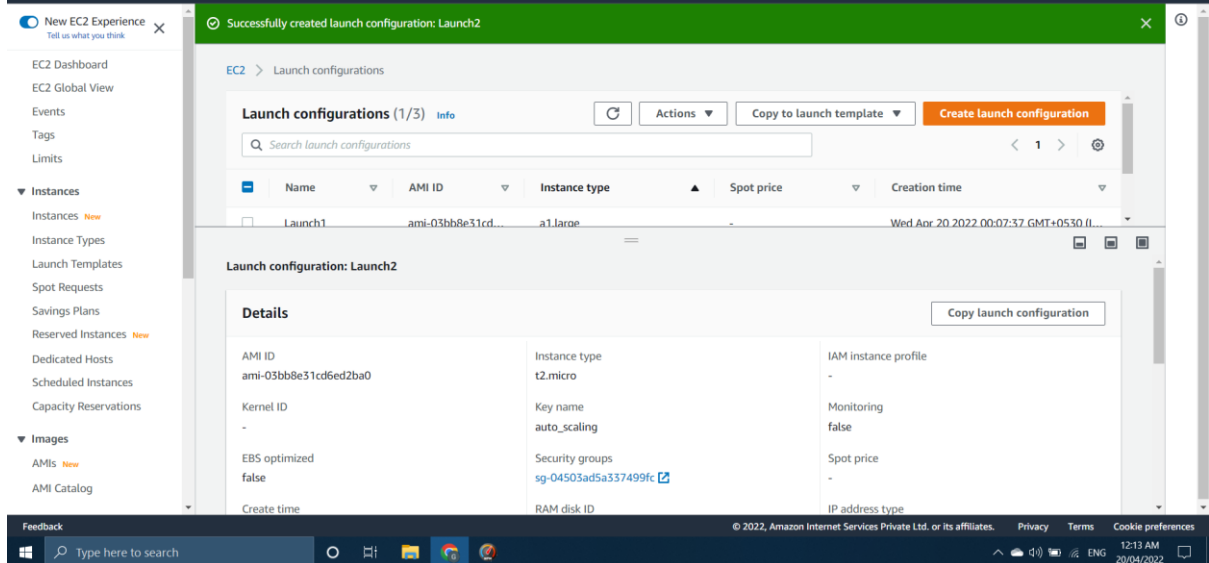 New EC2 Experience
Tell us what you think
EC2 Dashboard
EC2 Global View
Events
Tags
Limits
Instances
Instances New
Instance Types
Launch Templates
Spot Requests
Savings Plans
Reserved Instances New
Dedicated Hosts
Scheduled Instances
Capacity Reservations
Images
AMIs New
AMI Catalog
Successfully created launch configuration: Launch2
EC2 > Launch configurations
Launch configurations (1/3) Info
Actions
Copy to launch template
Create launch configuration
Search launch configurations
1
Name AMI ID Instance type Spot price Creation time
Launch1 ami-03bb8e31cd... a1.large - Wed Apr 20 2022 00:07:37 GMT+0530 (I...
Launch configuration: Launch2
Details
Copy launch configuration
AMI ID Instance type IAM instance profile
ami-03bb8e31cd6ed2ba0 t2.micro -
Kernel ID Key name Monitoring
- auto_scaling false
EBS optimized Security groups Spot price
false sg-04503ad5a337499fc -
Create time RAM disk ID IP address type
Feedback © 2022, Amazon Internet Services Private Ltd. or its affiliates. Privacy Terms Cookie preferences
Type here to search
ENG
12:13 AM
20/04/2022